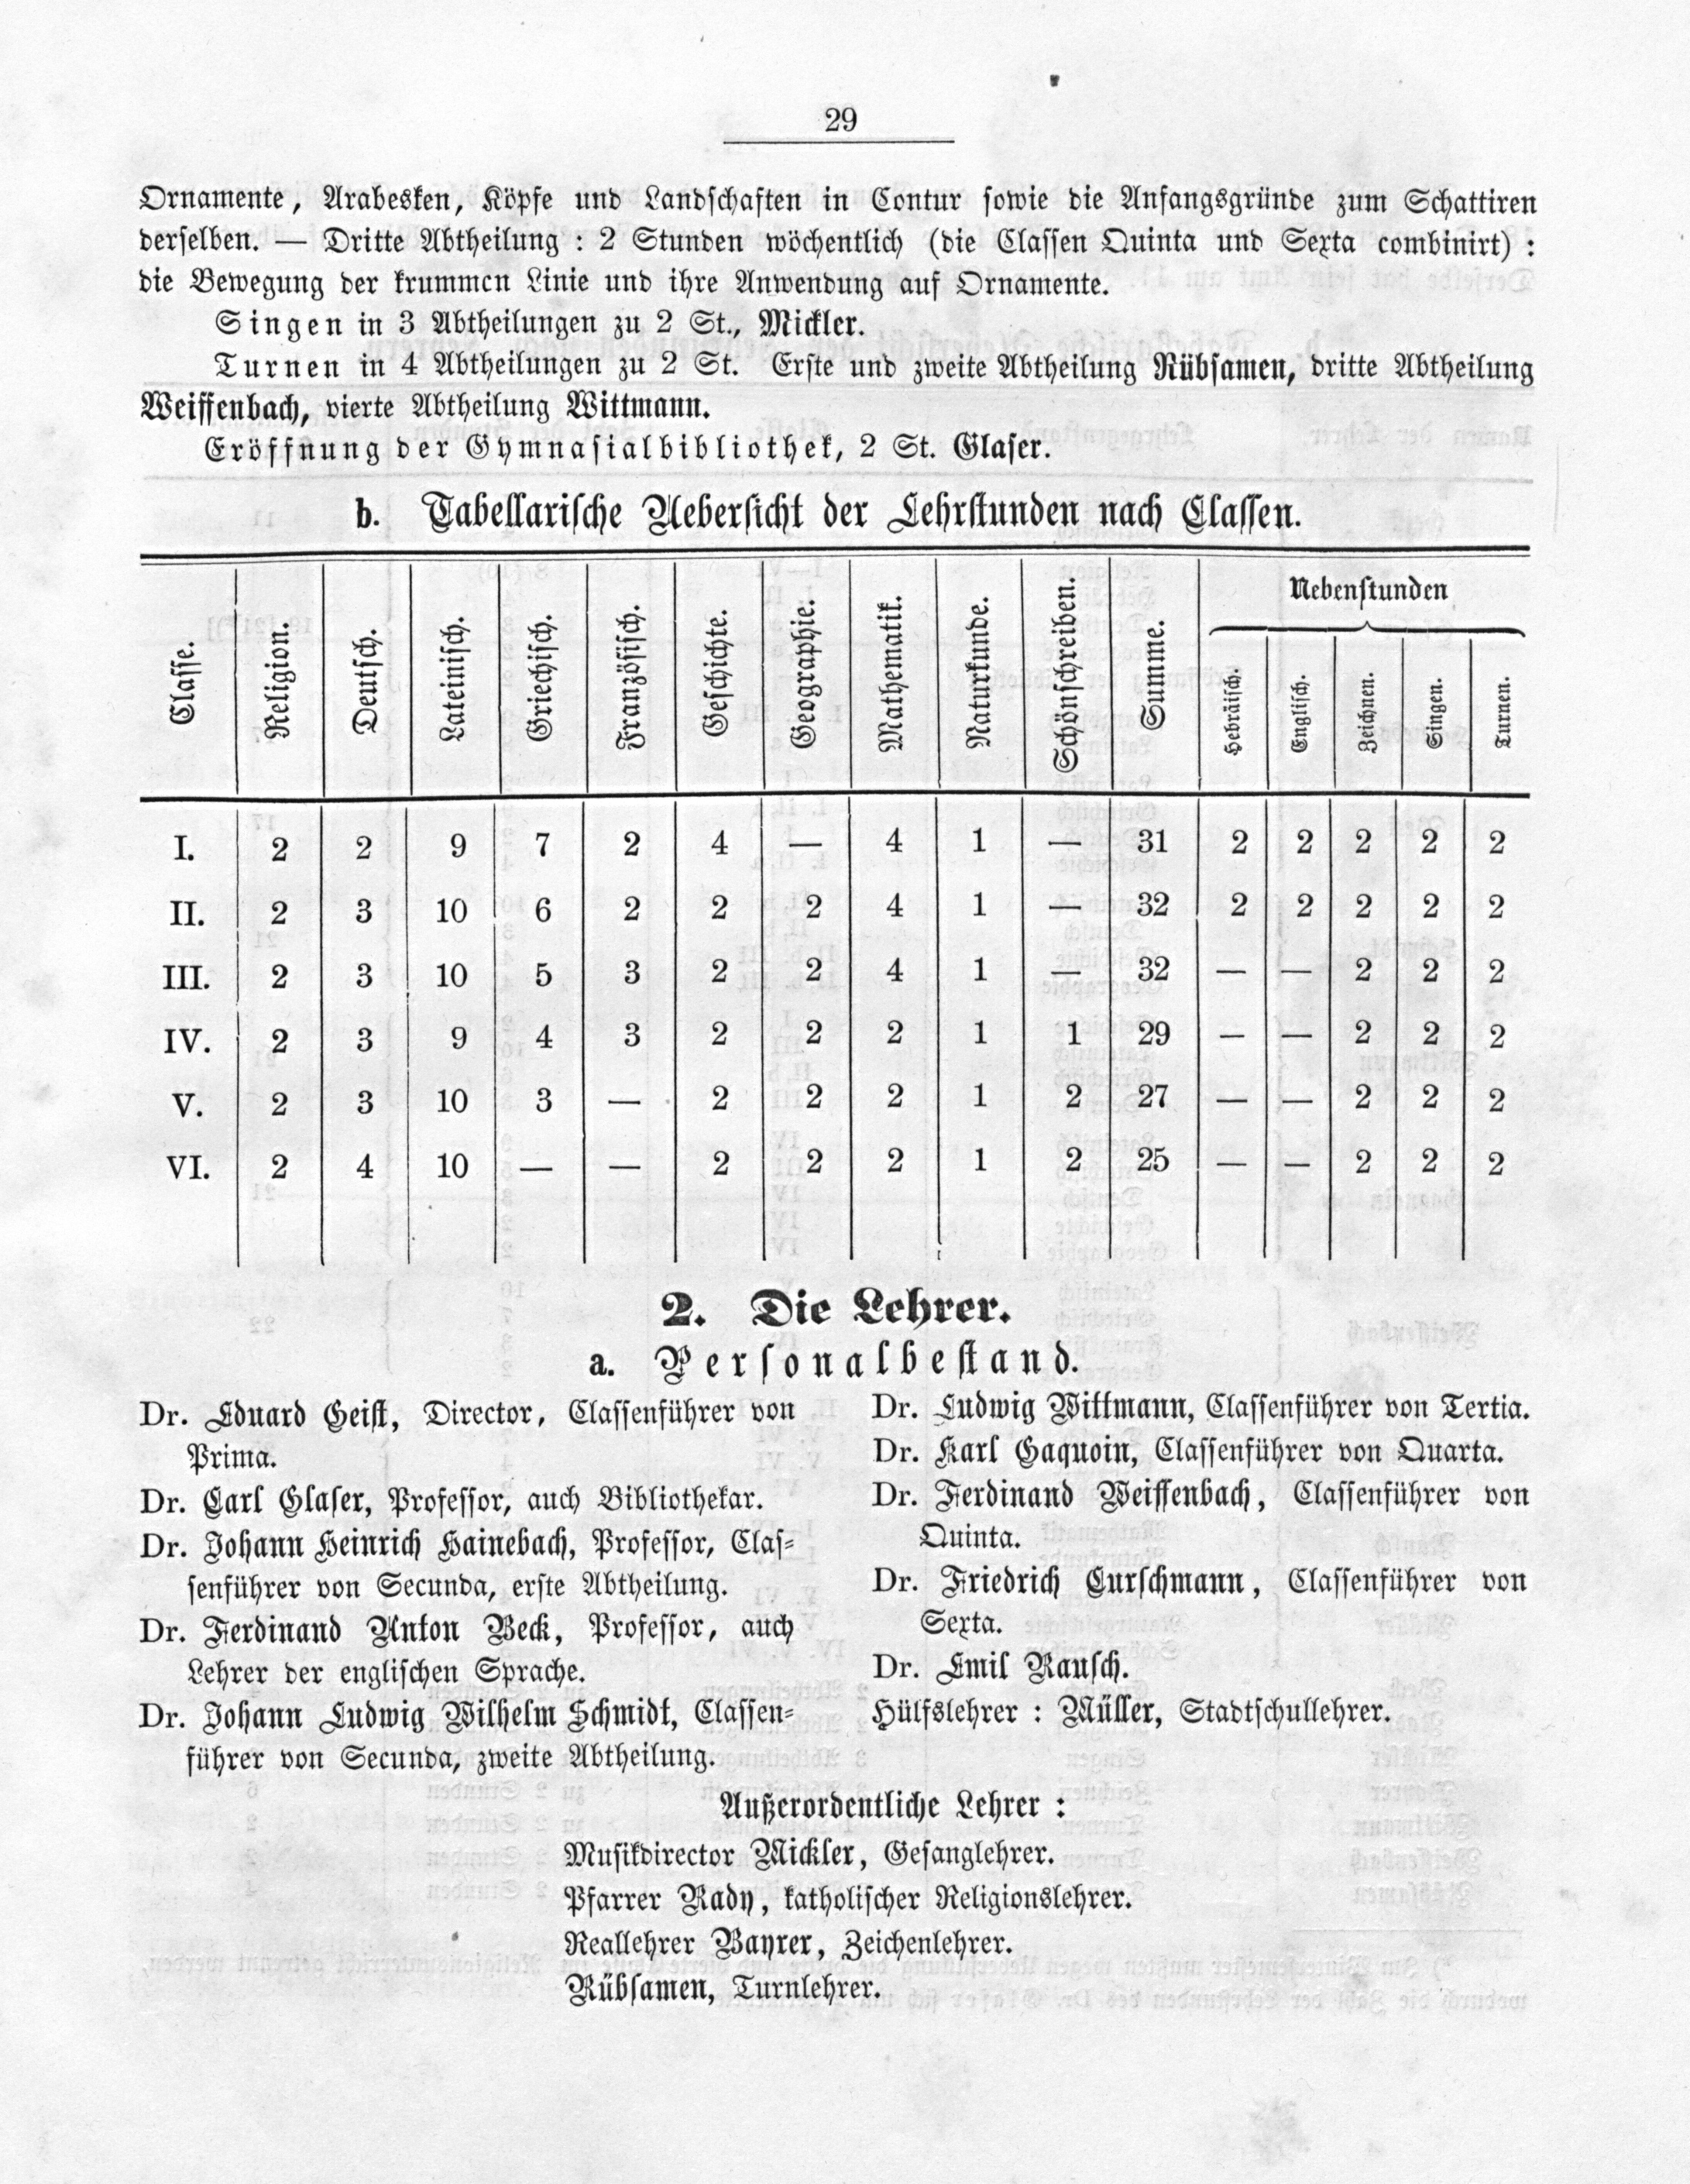 29
Ornamente, Arabesken, Köpfe und Landschaften in Contur sowie die Anfangsgründe zum Schattiren
derselben. — Dritte Abtheilung : 2 Stunden wöchentlich (die Classen Quinta und Sexta combinirt) :
die Bewegung der krummen Linie und ihre Anwendung auf Ornamente.
Singen in 3 Abtheilungen zu 2 St., Mickler.
Turnen in 4 Abtheilungen zu 2 St. Erste und zweite Abtheilung Rübsamen, dritte Abtheilung
Weiffenbach, vierte Abtheilung Wittmann.
Eröffnung der Gymnasialbibliothek, 2 St. Glaser.
b. Tabellarische Uebersicht der Lehrstunden nach Classen.
Classe. Religion. Deutsch. Lateinisch. Griechisch. Französisch. Geschichte. Geographie. Mathematik. Naturkunde. Schönschreiben. Summe. Nebenstunden
Hebräisch. Englisch. Zeichnen. Singen. Turnen.
I. 2 2 9 7 2 4 — 4 1 — 31 2 2 2 2 2
II. 2 3 10 6 2 2 2 4 1 — 32 2 2 2 2 2
III. 2 3 10 5 3 2 2 4 1 — 32 — — 2 2 2
IV. 2 3 9 4 3 2 2 2 1 1 29 — — 2 2 2
V. 2 3 10 3 — 2 2 2 1 2 27 — — 2 2 2
VI. 2 4 10 — — 2 2 2 1 2 25 — — 2 2 2
2. Die Lehrer.
a. Personalbestand.
Dr. Eduard Geist, Director, Classenführer von
Prima.
Dr. Carl Glaser, Professor, auch Bibliothekar.
Dr. Johann Heinrich Hainebach, Professor, Clas-
senführer von Secunda, erste Abtheilung.
Dr. Ferdinand Anton Beck, Professor, auch
Lehrer der englischen Sprache.
Dr. Johann Ludwig Wilhelm Schmidt, Classen-
führer von Secunda, zweite Abtheilung.
Dr. Ludwig Wittmann, Classenführer von Tertia.
Dr. Karl Gaquoin, Classenführer von Quarta.
Dr. Ferdinand Weiffenbach, Classenführer von
Quinta.
Dr. Friedrich Curschmann, Classenführer von
Sexta.
Dr. Emil Rausch.
Hülfslehrer : Müller, Stadtschullehrer.
Außerordentliche Lehrer :
Musikdirector Mickler, Gesanglehrer.
Pfarrer Rady, katholischer Religionslehrer.
Reallehrer Bayrer, Zeichenlehrer.
Rübsamen, Turnlehrer.